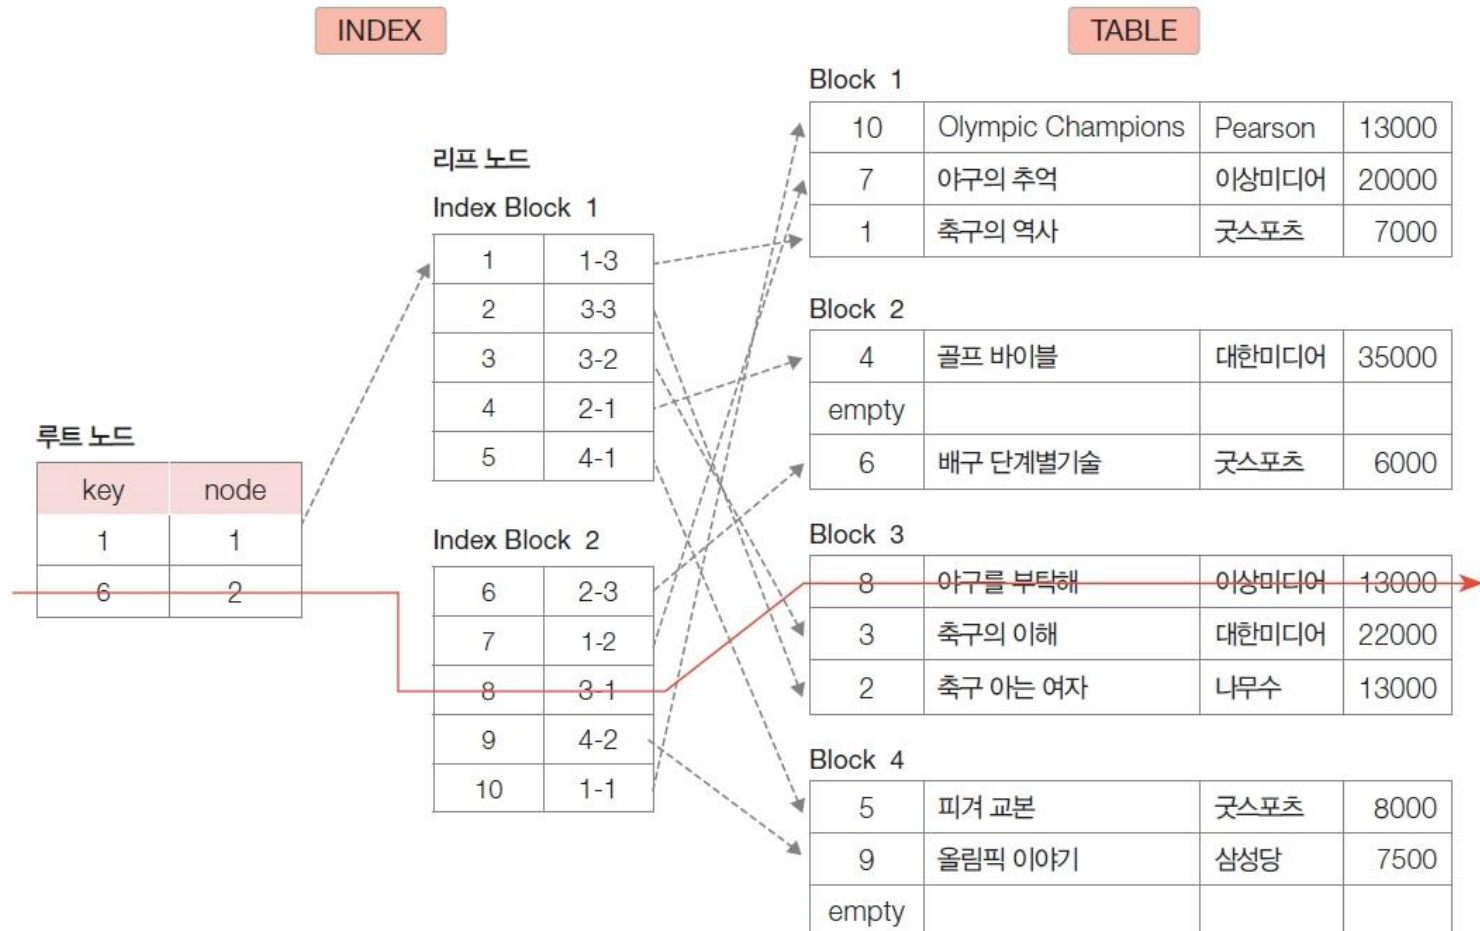 INDEX
TABLE
루트 노드
key node
1 1
6 2
리프 노드
Index Block 1
1 1-3
2 3-3
3 3-2
4 2-1
5 4-1
Index Block 2
6 2-3
7 1-2
8 3-1
9 4-2
10 1-1
Block 1
10 Olympic Champions Pearson 13000
7 야구의 추억 이상미디어 20000
1 축구의 역사 굿스포츠 7000
Block 2
4 골프 바이블 대한미디어 35000
empty
6 배구 단계별기술 굿스포츠 6000
Block 3
8 야구를 부탁해 이상미디어 13000
3 축구의 이해 대한미디어 22000
2 축구 아는 여자 나무수 13000
Block 4
5 피겨 교본 굿스포츠 8000
9 올림픽 이야기 삼성당 7500
empty